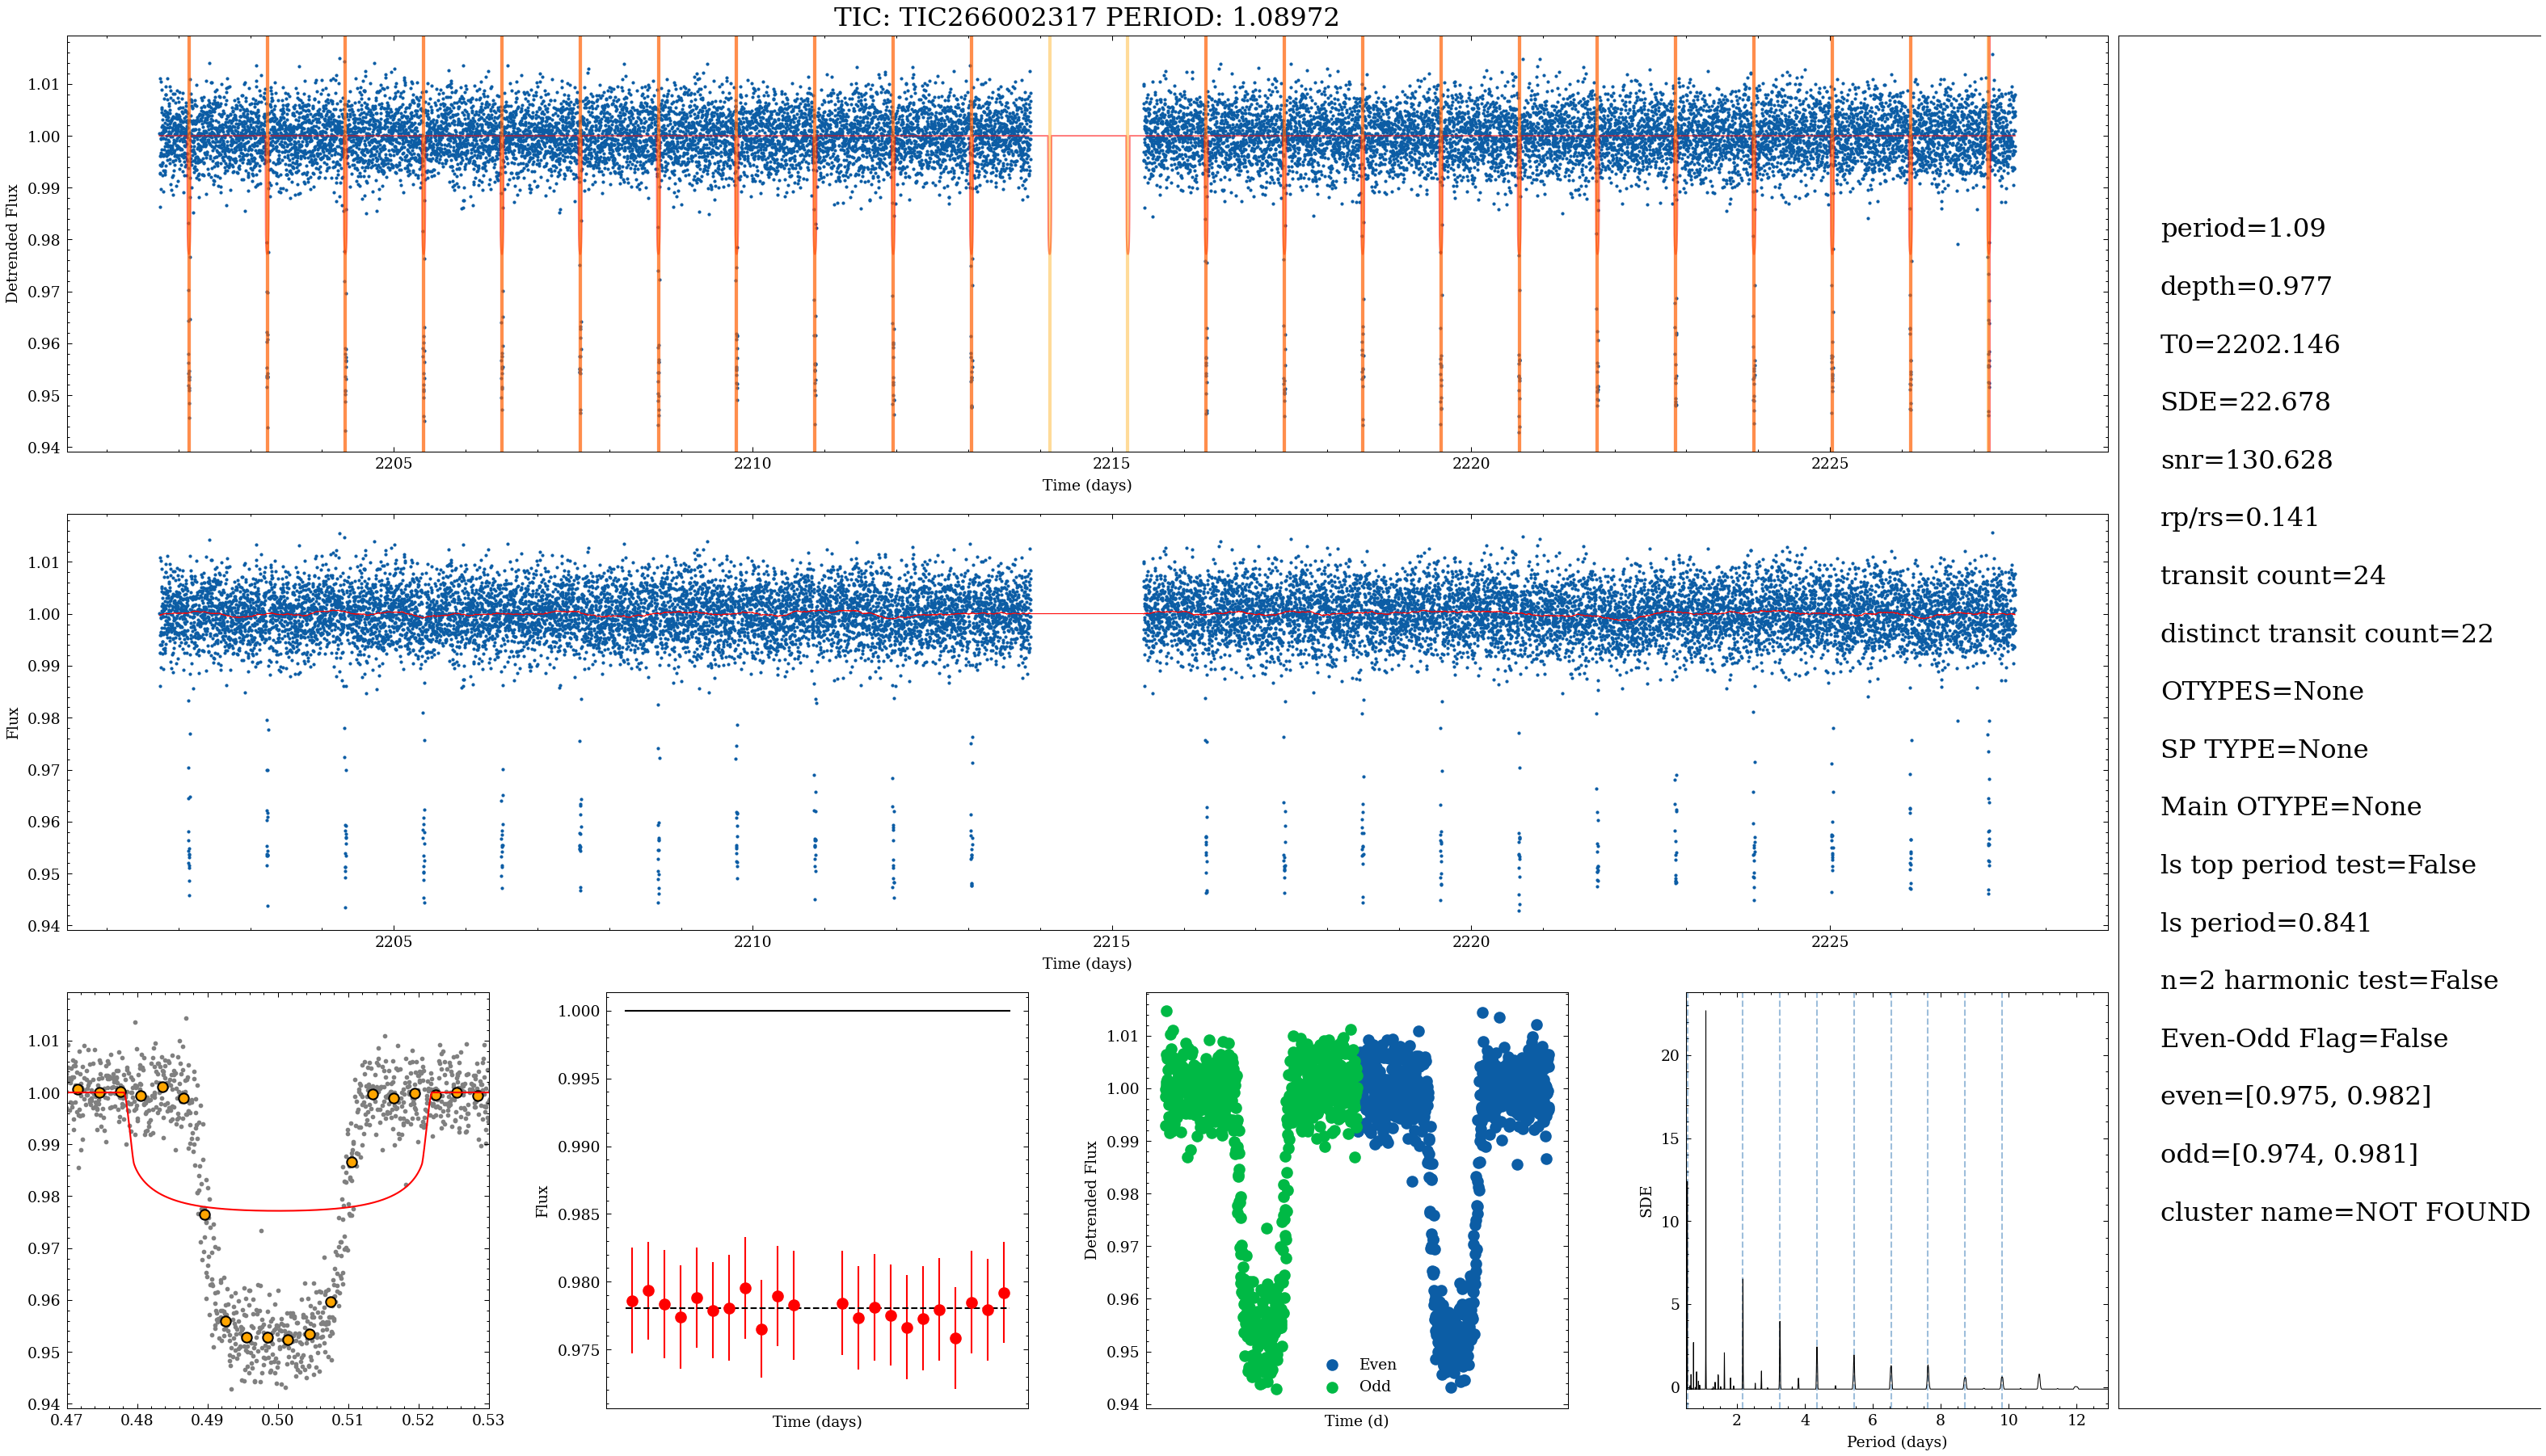 TIC: TIC266002317 PERIOD: 1.08972
1.01
1.00
0.99
0.98
0.97
0.96
0.95
0.94
Detrended Flux
2205
2210
2215
2220
2225
Time (days)
1.01
1.00
0.99
0.98
0.97
0.96
0.95
0.94
Flux
2205
2210
2215
2220
2225
Time (days)
1.01
1.00
0.99
0.98
0.97
0.96
0.95
0.94
0.47
0.48
0.49
0.50
0.51
0.52
0.53
1.000
0.995
0.990
0.985
0.980
0.975
Flux
Time (days)
1.01
1.00
0.99
0.98
0.97
0.96
0.95
0.94
Detrended Flux
Even
Odd
Time (d)
20
15
10
5
0
SDE
2
4
6
8
10
12
Period (days)
period=1.09
depth=0.977
T0=2202.146
SDE=22.678
snr=130.628
rp/rs=0.141
transit count=24
distinct transit count=22
OTYPES=None
SP TYPE=None
Main OTYPE=None
ls top period test=False
ls period=0.841
n=2 harmonic test=False
Even-Odd Flag=False
even=[0.975, 0.982]
odd=[0.974, 0.981]
cluster name=NOT FOUND